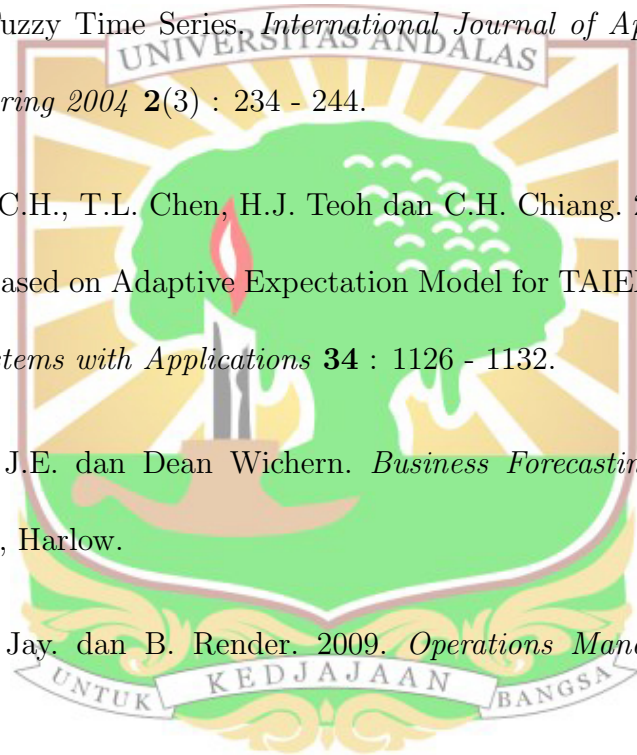 Fuzzy Time Series. International Journal of Ap
UNIVERSITAS ANDALAS
ring 2004 2(3) : 234 - 244.
C.H., T.L. Chen, H.J. Teoh dan C.H. Chiang. 2
ased on Adaptive Expectation Model for TAIE
tems with Applications 34 : 1126 - 1132.
J.E. dan Dean Wichern. Business Forecastin
, Harlow.
Jay. dan B. Render. 2009. Operations Mana
UNTUK KEDJAJAAN BANGSA